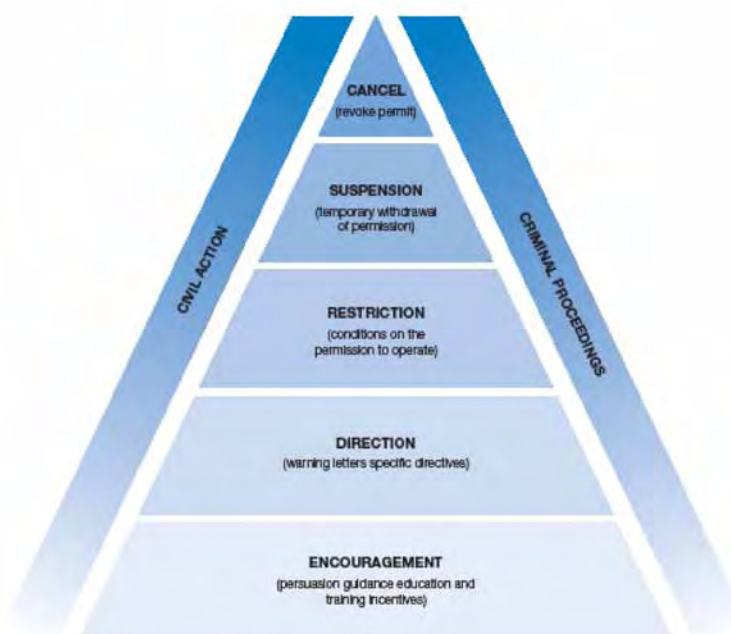 CANCEL
(revoke permit)
SUSPENSION
(temporary withdrawal
of permission)
CIVIL ACTION
CRIMINAL PROCEEDINGS
RESTRICTION
(conditions on the
permission to operate)
DIRECTION
(warning letters specific directives)
ENCOURAGEMENT
(persuasion guidance education and
training incentives)